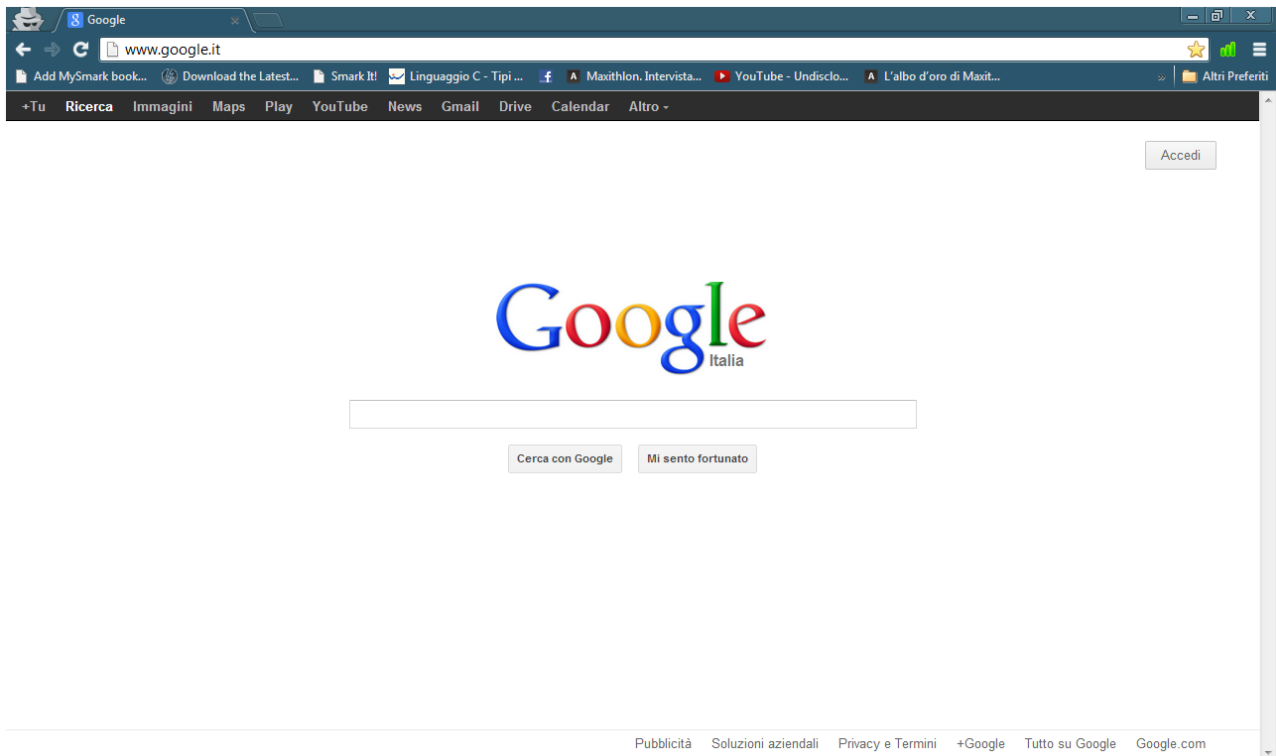 Google
www.google.it
Add MySmark book... Download the Latest... Smark It! Linguaggio C - Tipi ... Maxithlon. Intervista... YouTube - Undisclo... L'albo d'oro di Maxit... » Altri Preferiti
+Tu Ricerca Immagini Maps Play YouTube News Gmail Drive Calendar Altro
Accedi
Google
Italia
Cerca con Google Mi sento fortunato
Pubblicità Soluzioni aziendali Privacy e Termini +Google Tutto su Google Google.com